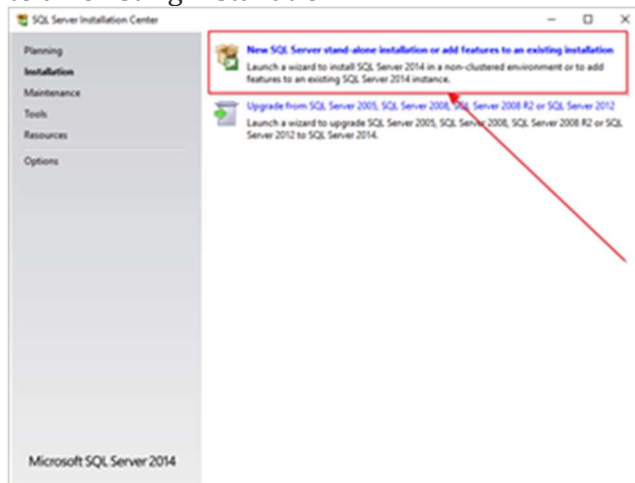 SQL Server Installation Center
Planning
Installation
Maintenance
Tools
Resources
Options
New SQL Server stand-alone installation or add features to an existing installation
Launch a wizard to install SQL Server 2014 in a non-clustered environment or to add
features to an existing SQL Server 2014 instance.
Upgrade from SQL Server 2005, SQL Server 2008, SQL Server 2008 R2 or SQL Server 2012
Launch a wizard to upgrade SQL Server 2005, SQL Server 2008, SQL Server 2008 R2 or SQL
Server 2012 to SQL Server 2014.
Microsoft SQL Server 2014